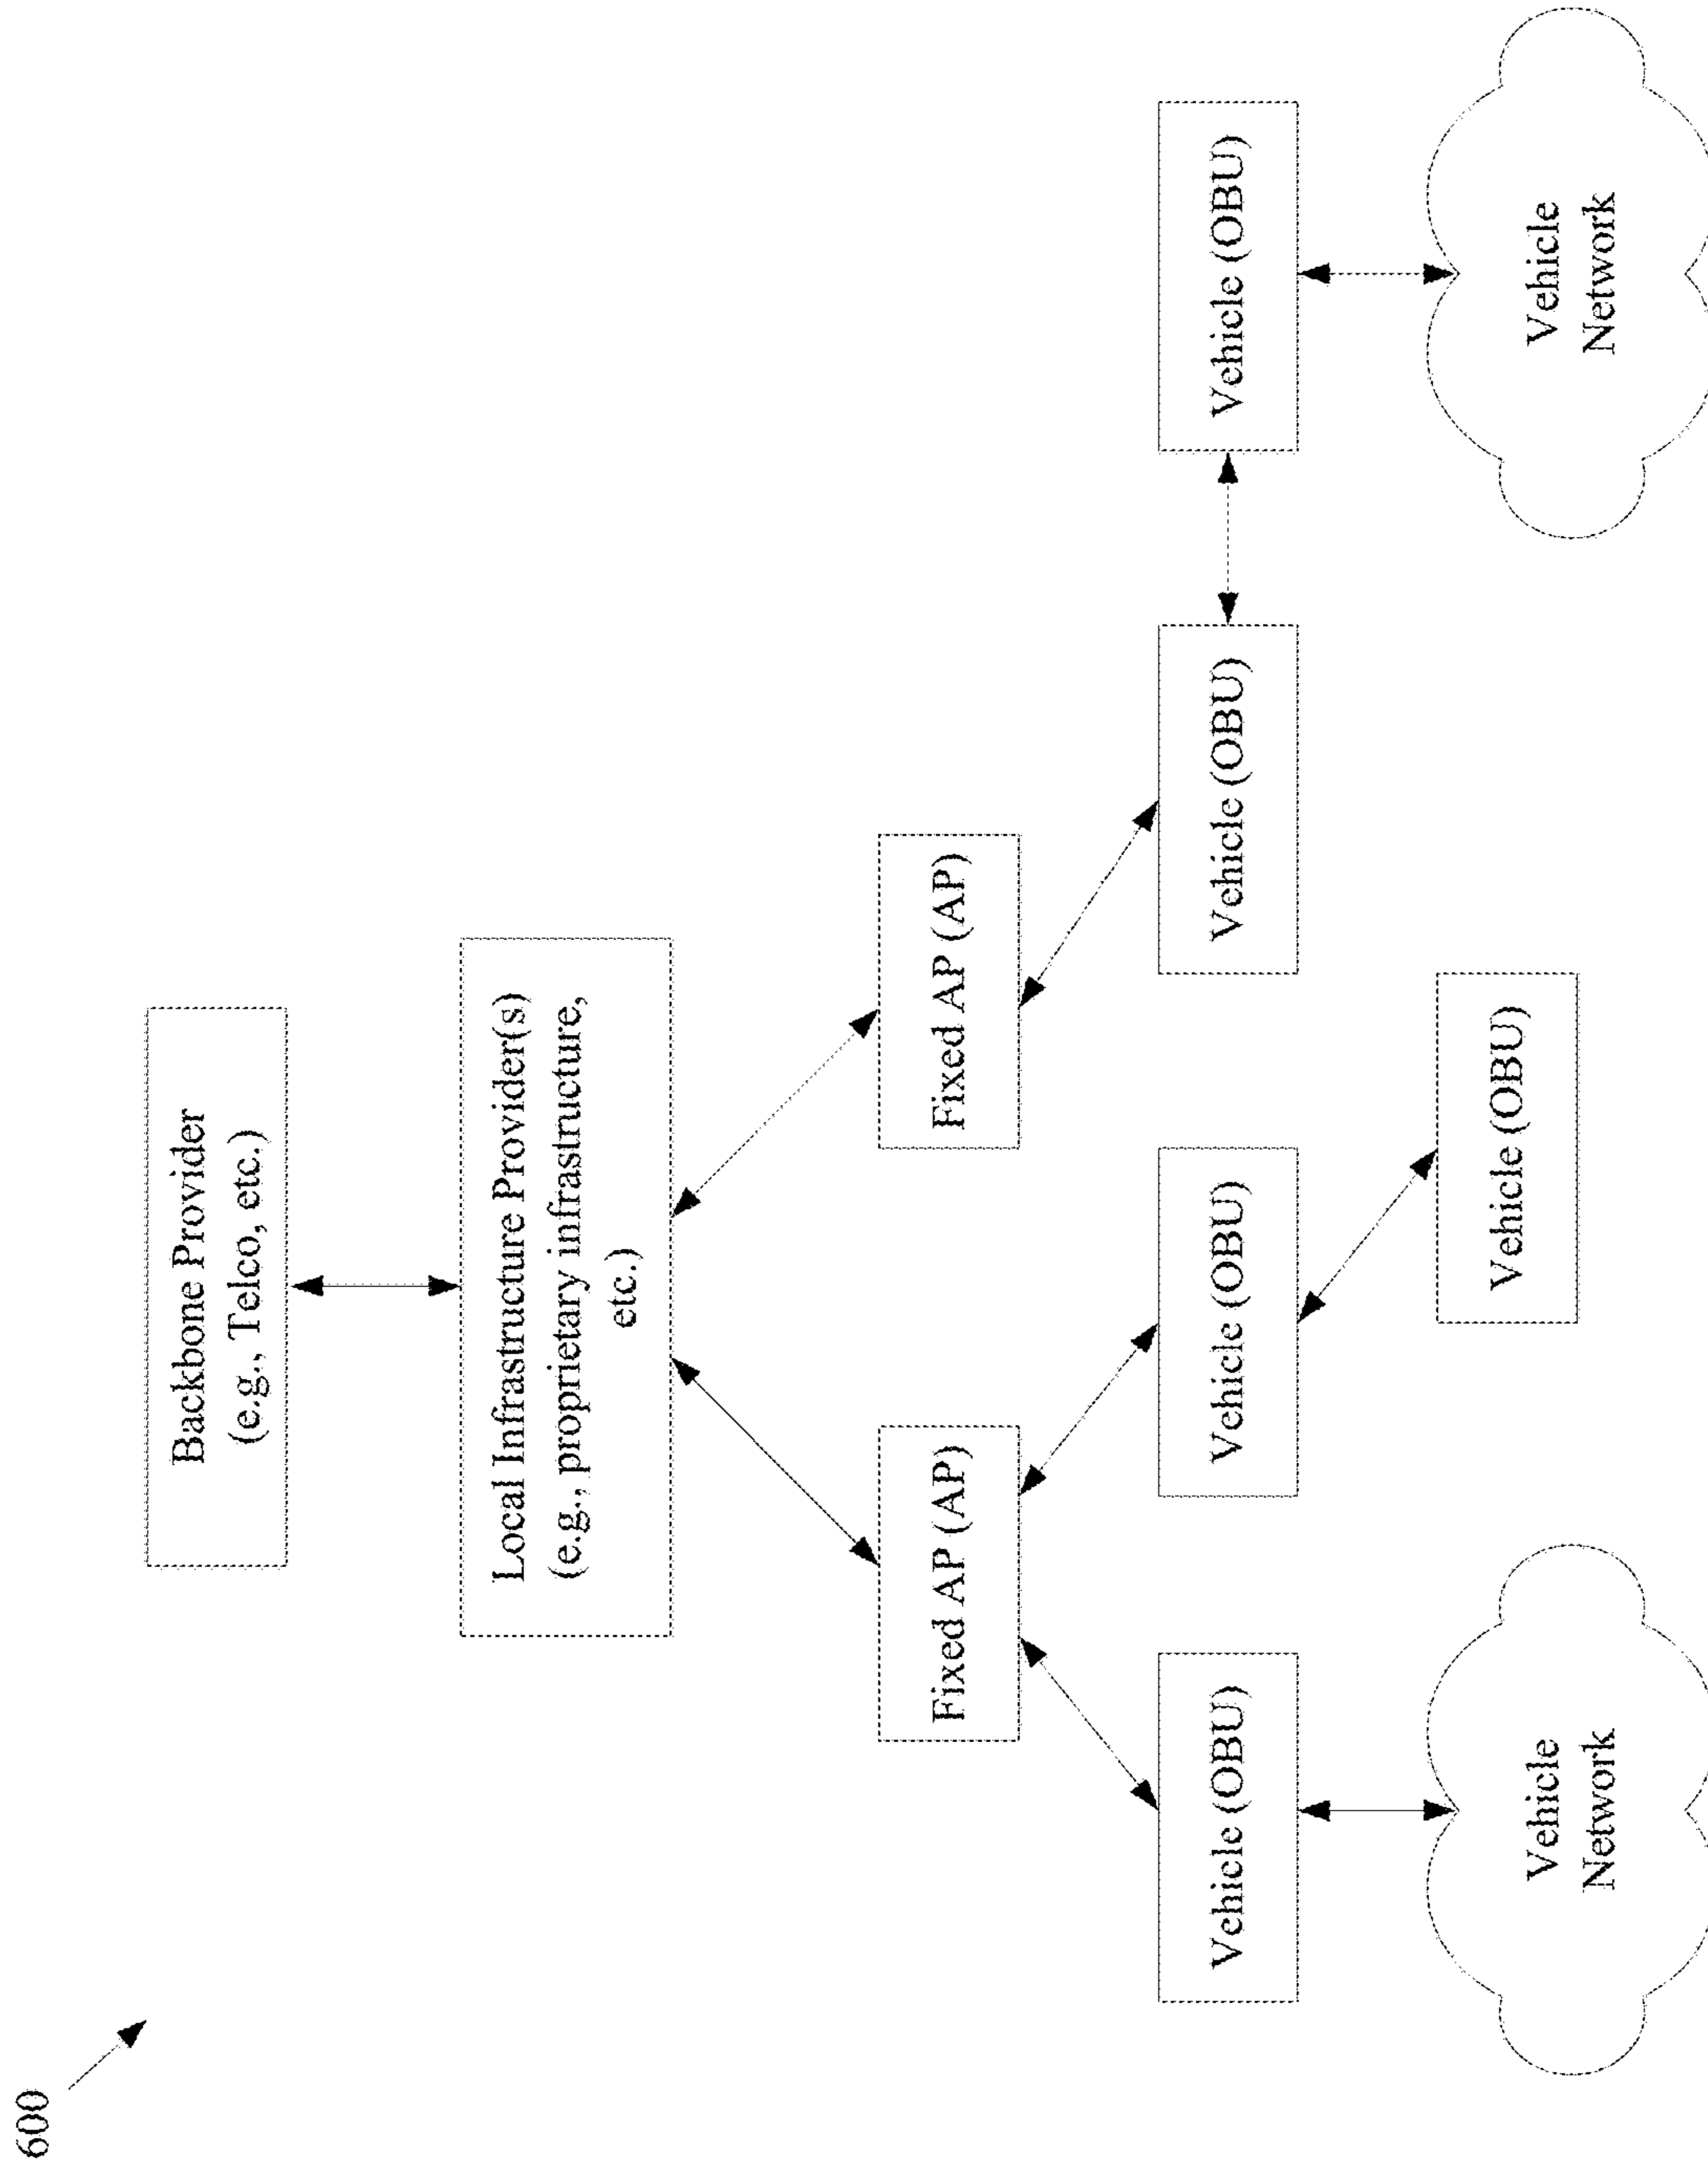 600
Backbone Provider
(e.g., Telco, etc.)
Local Infrastructure Provider(s)
(e.g., proprietary infrastructure,
etc.)
Fixed AP (AP)
Fixed AP (AP)
Vehicle (OBU)
Vehicle (OBU)
Vehicle (OBU)
Vehicle (OBU)
Vehicle
Network
Vehicle (OBU)
Vehicle
Network